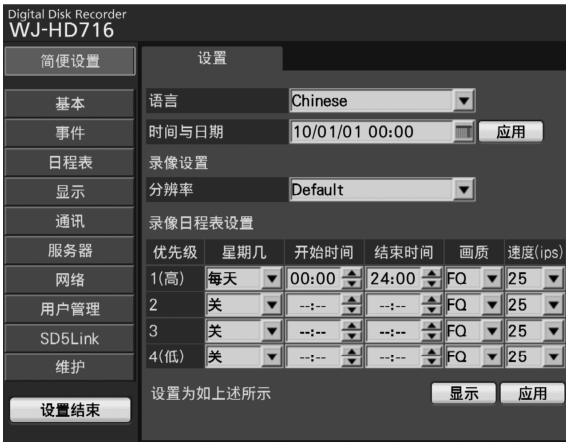 Digital Disk Recorder
WJ-HD716
简便设置
设置
基本
事件
日程表
显示
通讯
服务器
网络
用户管理
SD5Link
维护
设置结束
语言 Chinese
时间与日期 10/01/01 00:00 应用
录像设置
分辨率 Default
录像日程表设置
优先级 星期几 开始时间 结束时间 画质 速度(ips)
1(高) 每天 00:00 24:00 FQ 25
2 关 --:-- --:-- FQ 25
3 关 --:-- --:-- FQ 25
4(低) 关 --:-- --:-- FQ 25
设置为如上述所示 显示 应用